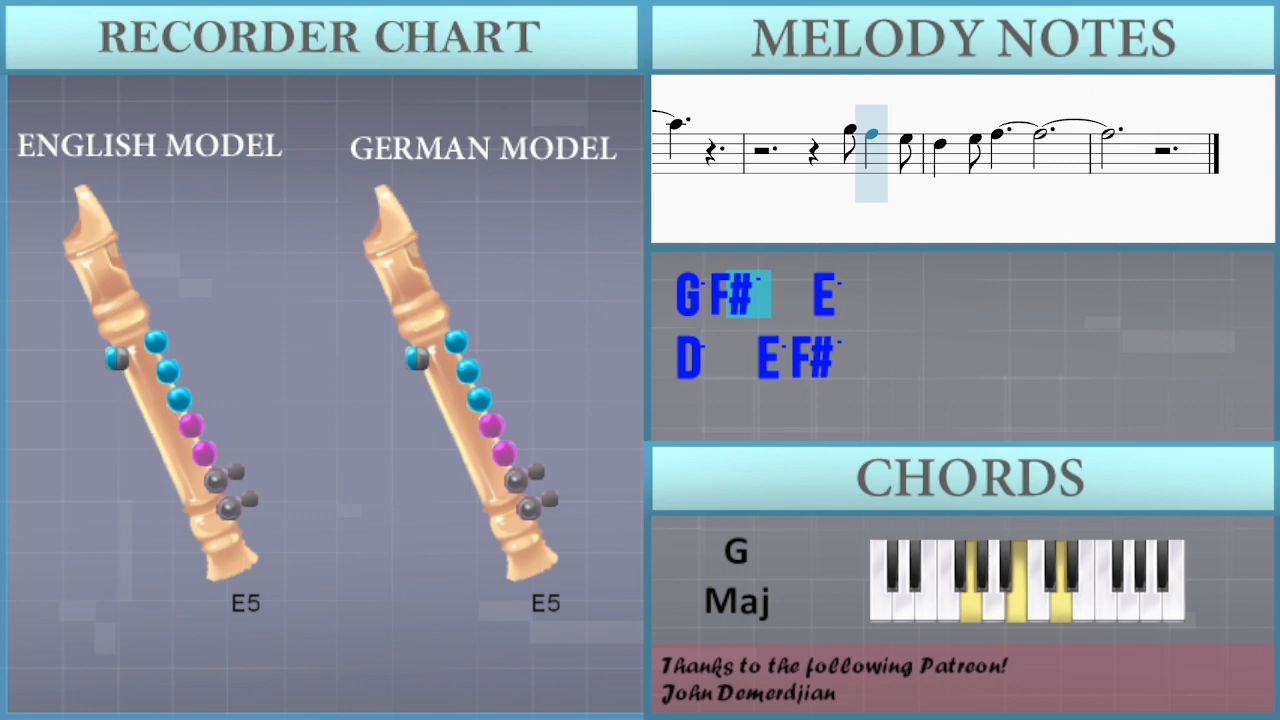 RECORDER CHART
ENGLISH MODEL
GERMAN MODEL
E5
E5
MELODY NOTES
G' F#' E'
D' E' F#'
CHORDS
G
Maj
Thanks to the following Patreon!
John Demerdjian